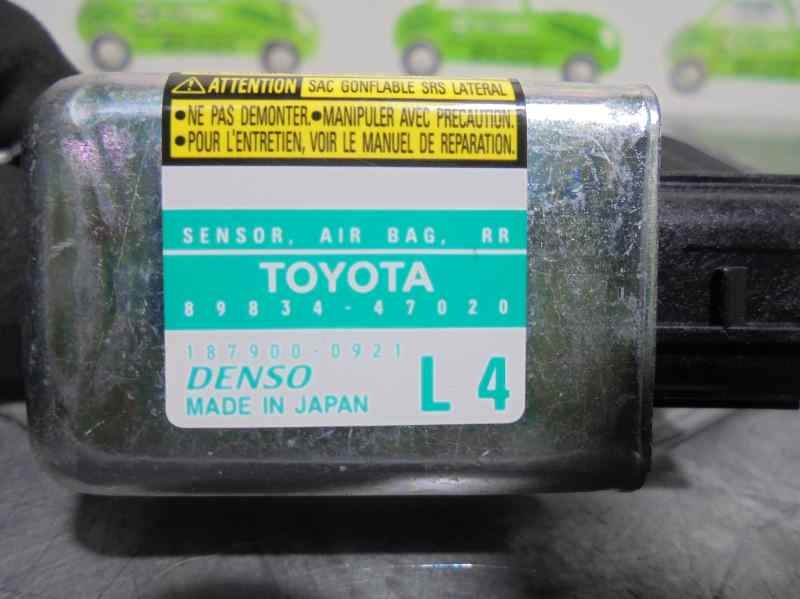 ATTENTION SAC GONFLABLE SRS LATERAL
•NE PAS DEMONTER.•MANIPULER AVEC PRECAUTION.
•POUR L'ENTRETIEN, VOIR LE MANUEL DE REPARATION.
SENSOR, AIR BAG, RR
TOYOTA
89834-47020
187900-0921
DENSO
MADE IN JAPAN
L4